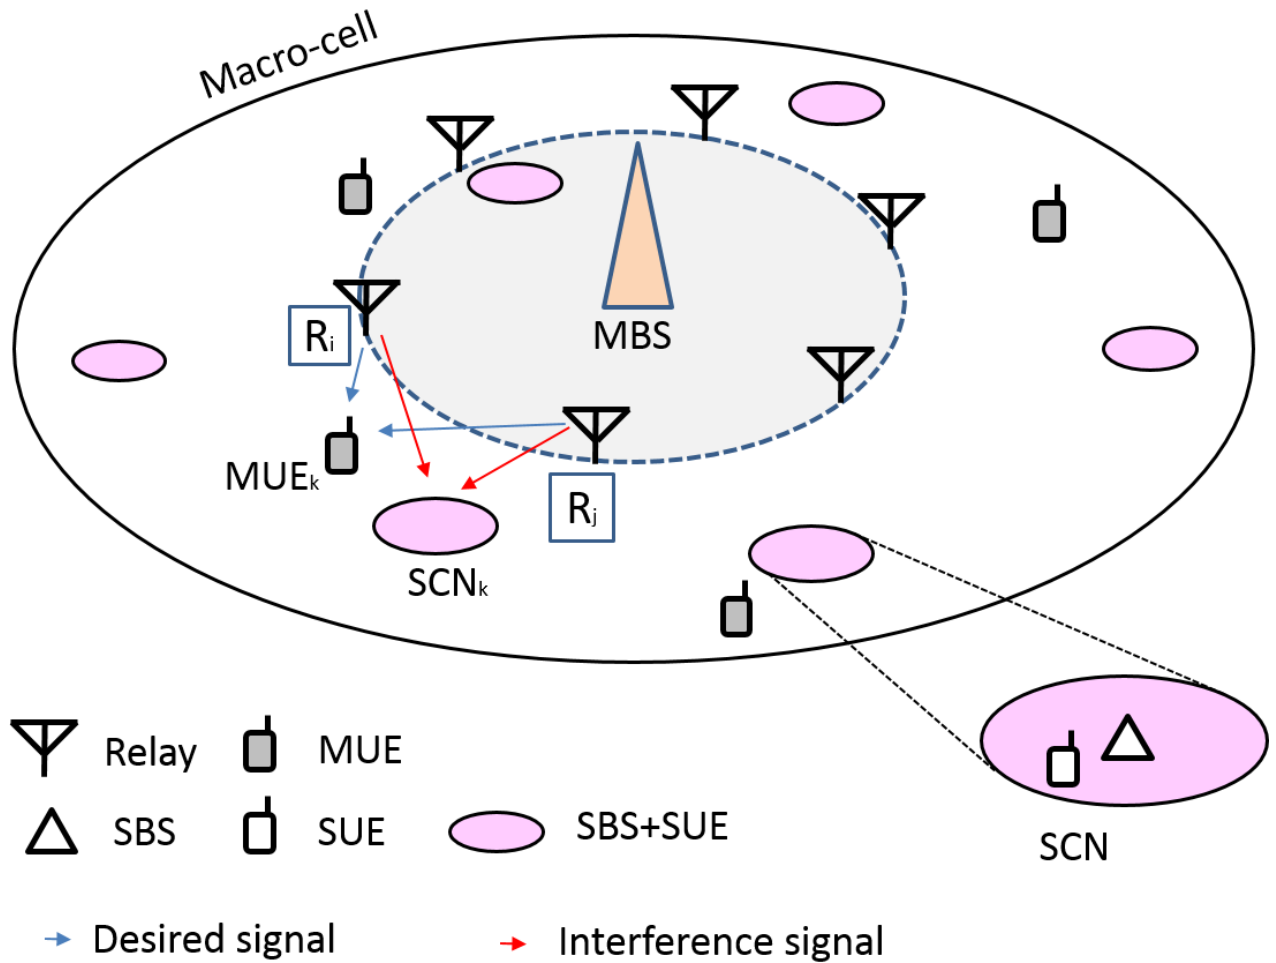 Macro-cell
MBS
Ri
MUEk
Rj
SCNk
Relay
MUE
SBS
SUE
SBS+SUE
SCN
Desired signal
Interference signal